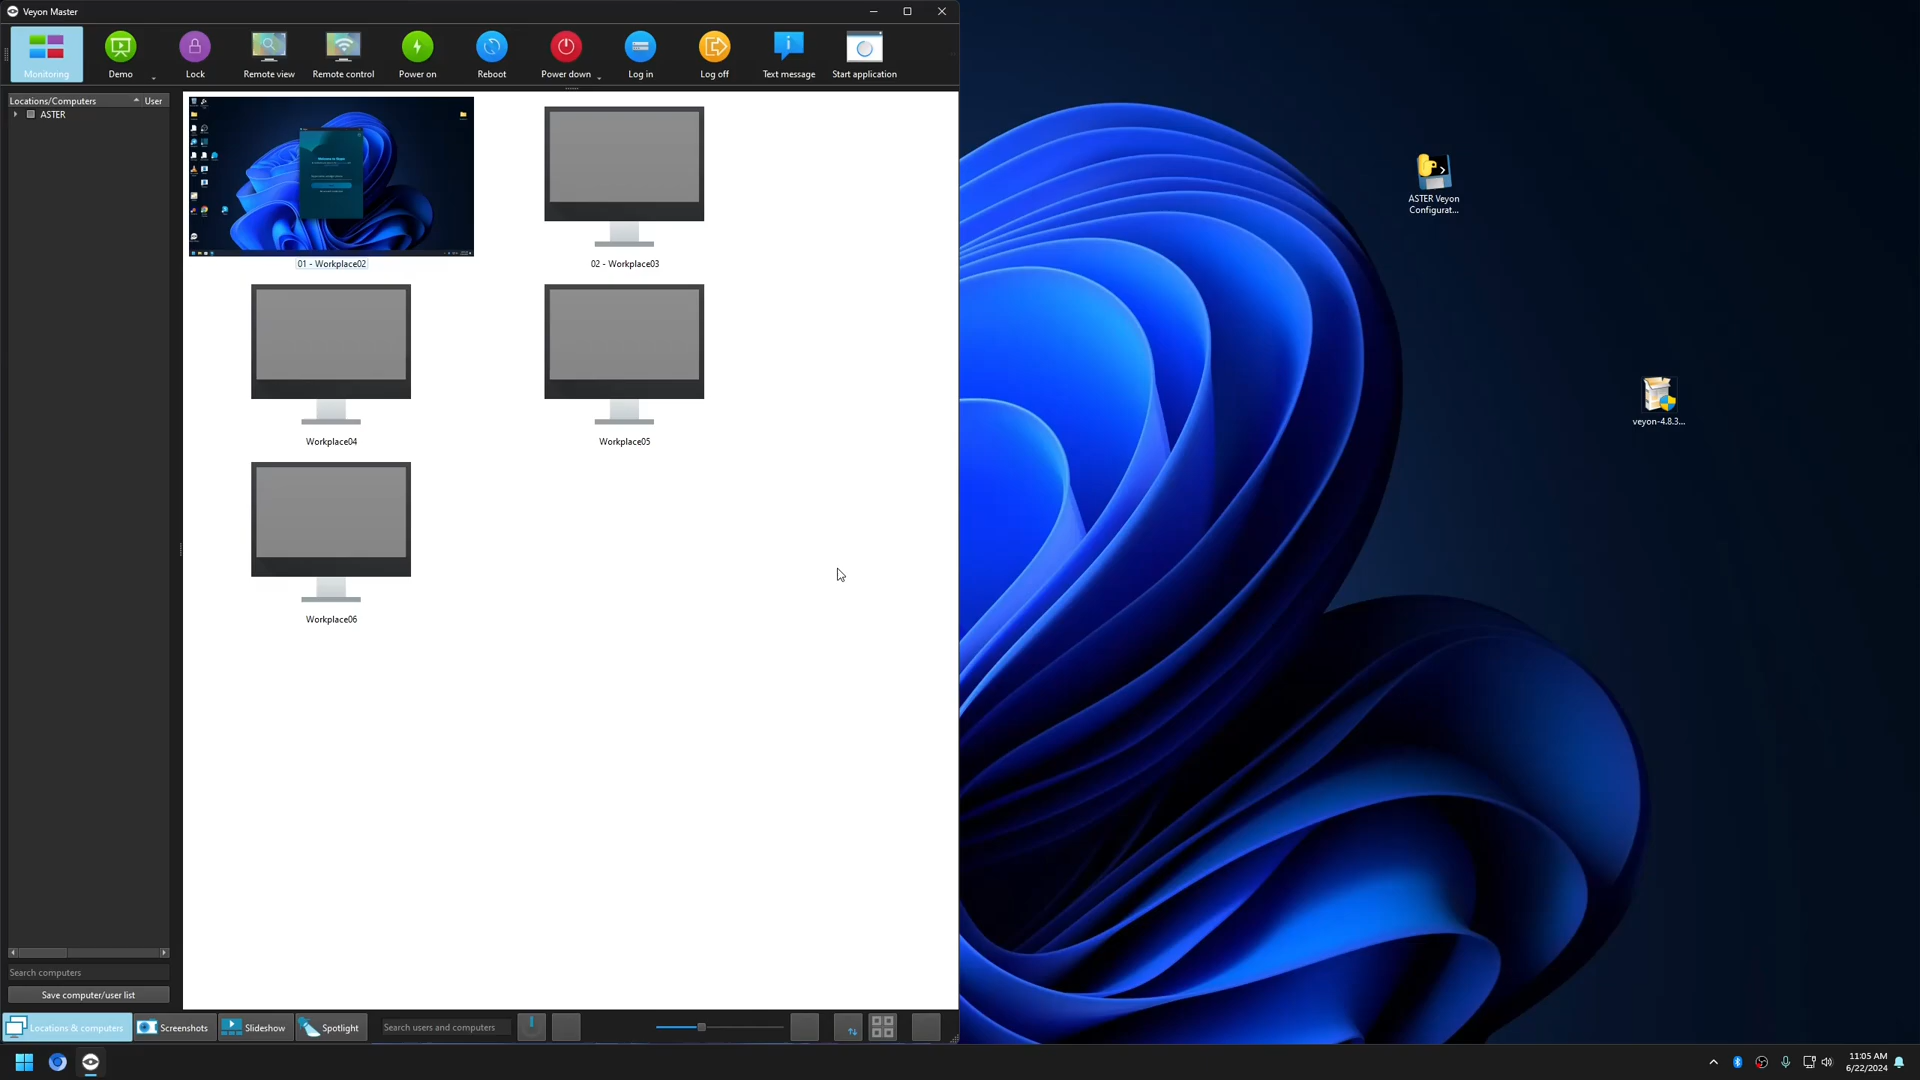 Veyon Master
Monitoring
Demo
Lock
Remote view
Remote control
Power on
Reboot
Power down
Log in
Log off
Text message
Start application
Locations/Computers
User
ASTER
01 - Workplace02
02 - Workplace03
Workplace04
Workplace05
Workplace06
ASTER Veyon
Configurat...
veyon-4.8.3...
Search computers
Save computer/user list
Locations & computers
Screenshots
Slideshow
Spotlight
Search users and computers
11:05 AM
6/22/2024